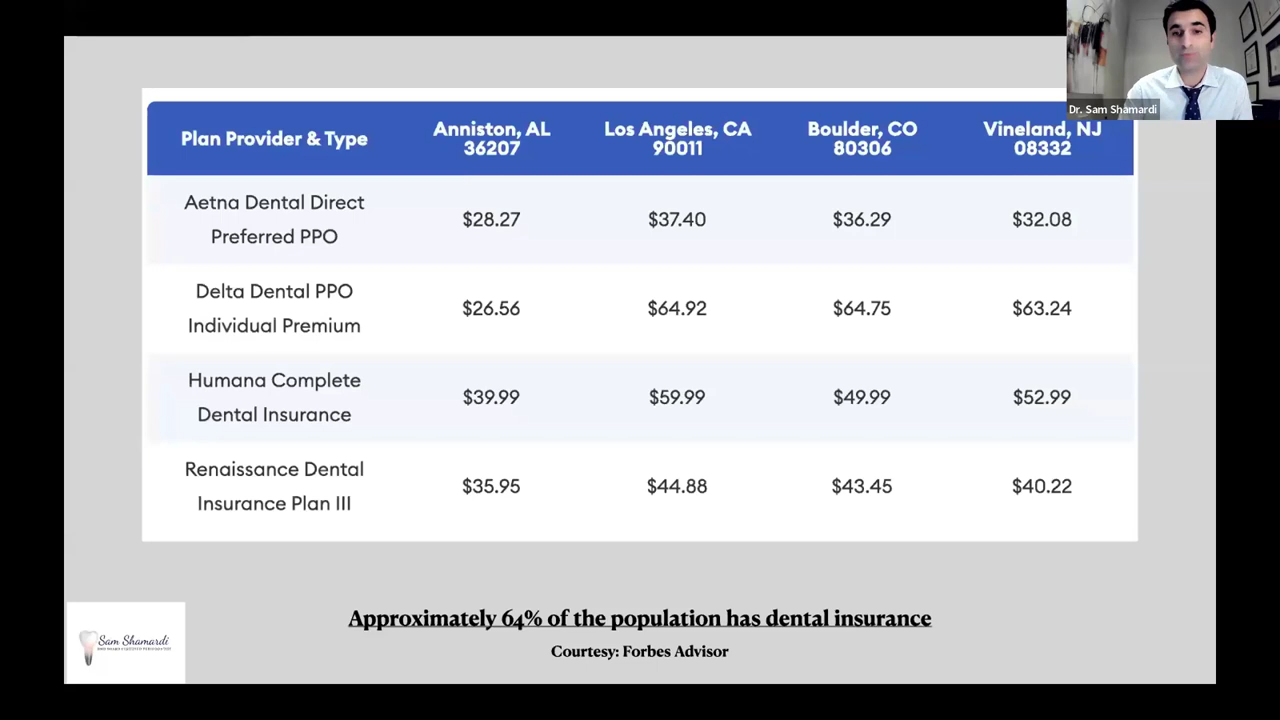 Dr. Sam Shamardi
Plan Provider & Type
Anniston, AL
36207
Los Angeles, CA
90011
Boulder, CO
80306
Vineland, NJ
08332
Aetna Dental Direct
Preferred PPO
$28.27
$37.40
$36.29
$32.08
Delta Dental PPO
Individual Premium
$26.56
$64.92
$64.75
$63.24
Humana Complete
Dental Insurance
$39.99
$59.99
$49.99
$52.99
Renaissance Dental
Insurance Plan III
$35.95
$44.88
$43.45
$40.22
Approximately 64% of the population has dental insurance
Courtesy: Forbes Advisor
Sam Shamardi